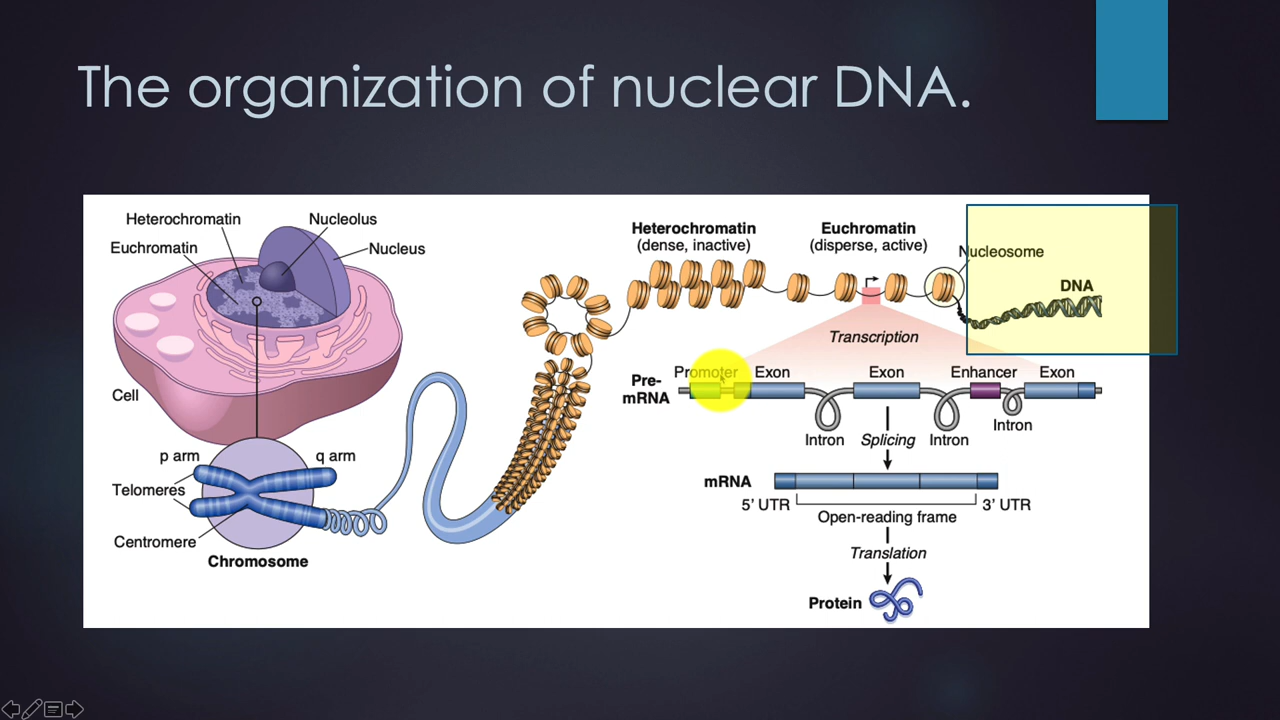 The organization of nuclear DNA.
Heterochromatin
Nucleolus
Euchromatin
Nucleus
Cell
p arm
q arm
Telomeres
Centromere
Chromosome
Heterochromatin
(dense, inactive)
Euchromatin
(disperse, active)
Nucleosome
DNA
Transcription
Promoter
Exon
Exon
Enhancer
Exon
Pre-
mRNA
Intron
Splicing
Intron
Intron
mRNA
5' UTR
3' UTR
Open-reading frame
Translation
Protein